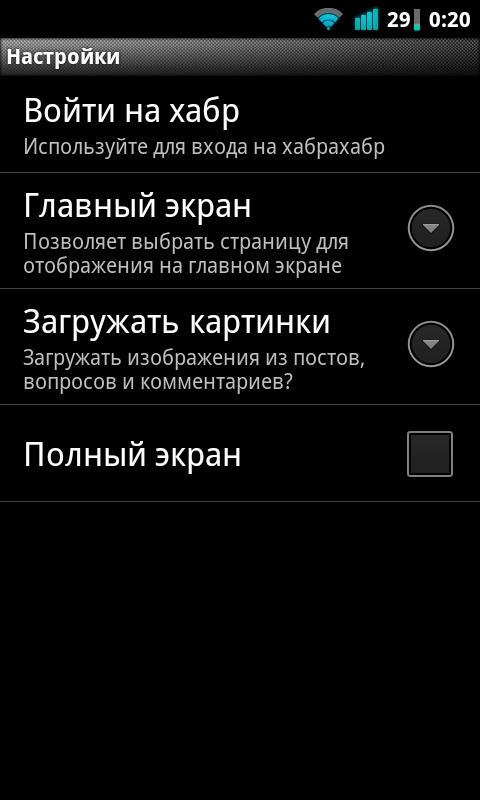 29 0:20
Настройки
Войти на хабр
Используйте для входа на хабрахабр
Главный экран
Позволяет выбрать страницу для
отображения на главном экране
Загружать картинки
Загружать изображения из постов,
вопросов и комментариев?
Полный экран